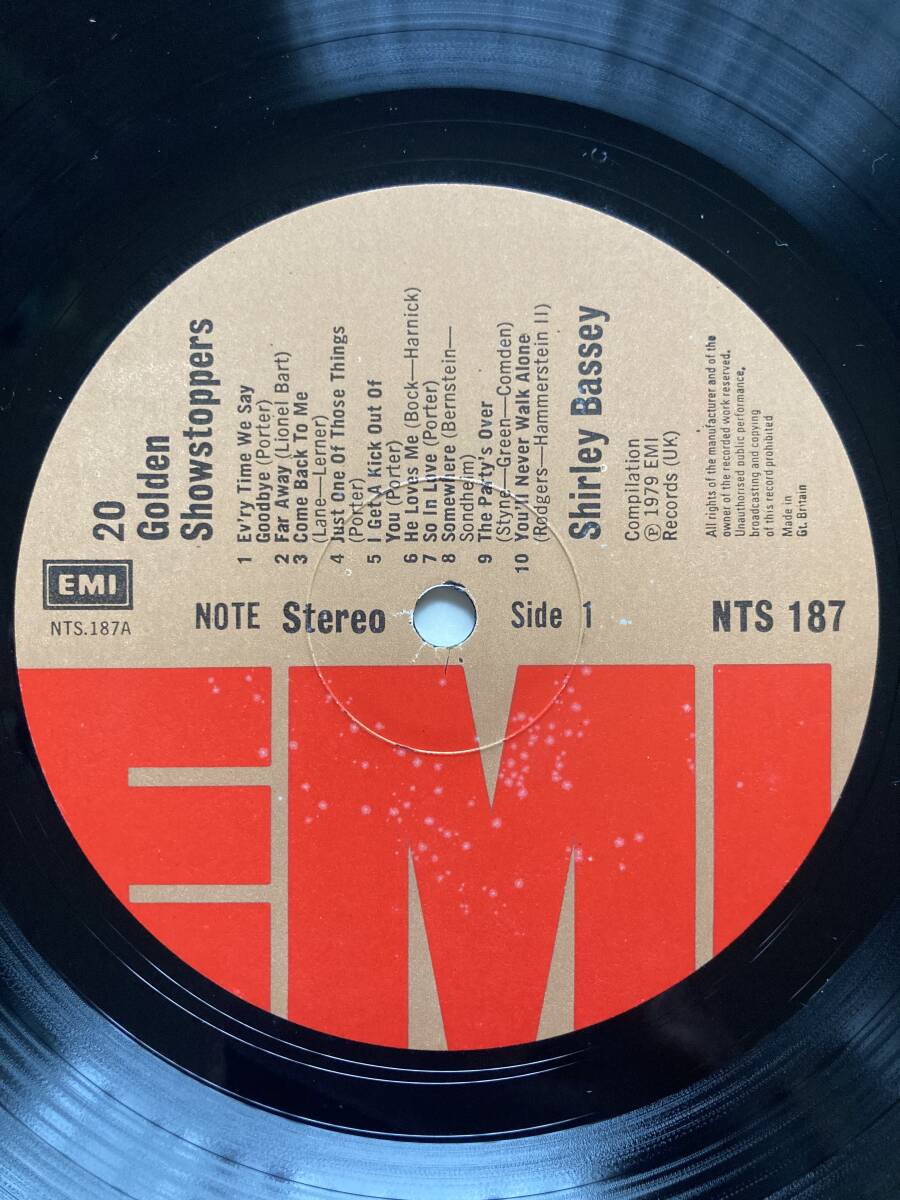 20
Golden
Showstoppers
1 Ev'ry Time We Say
Goodbye (Porter)
2 Far Away (Lionel Bart)
3 Come Back To Me
(Lane—Lerner)
4 Just One Of Those Things
(Porter)
5 I Get A Kick Out Of
You (Porter)
6 He Loves Me (Bock—Harnick)
7 So In Love (Porter)
8 Somewhere (Bernstein—
Sondheim)
9 The Party's Over
(Styne—Green—Comden)
10 You'll Never Walk Alone
(Rodgers—Hammerstein II)
Shirley Bassey
Compilation
℗ 1979 EMI
Records (UK)
All rights of the manufacturer and of the
owner of the recorded work reserved.
Unauthorised public performance,
broadcasting and copying
of this record prohibited
Made in
Gt. Britain
EMI
NTS.187A
NOTE Stereo
Side 1
NTS 187
EMI